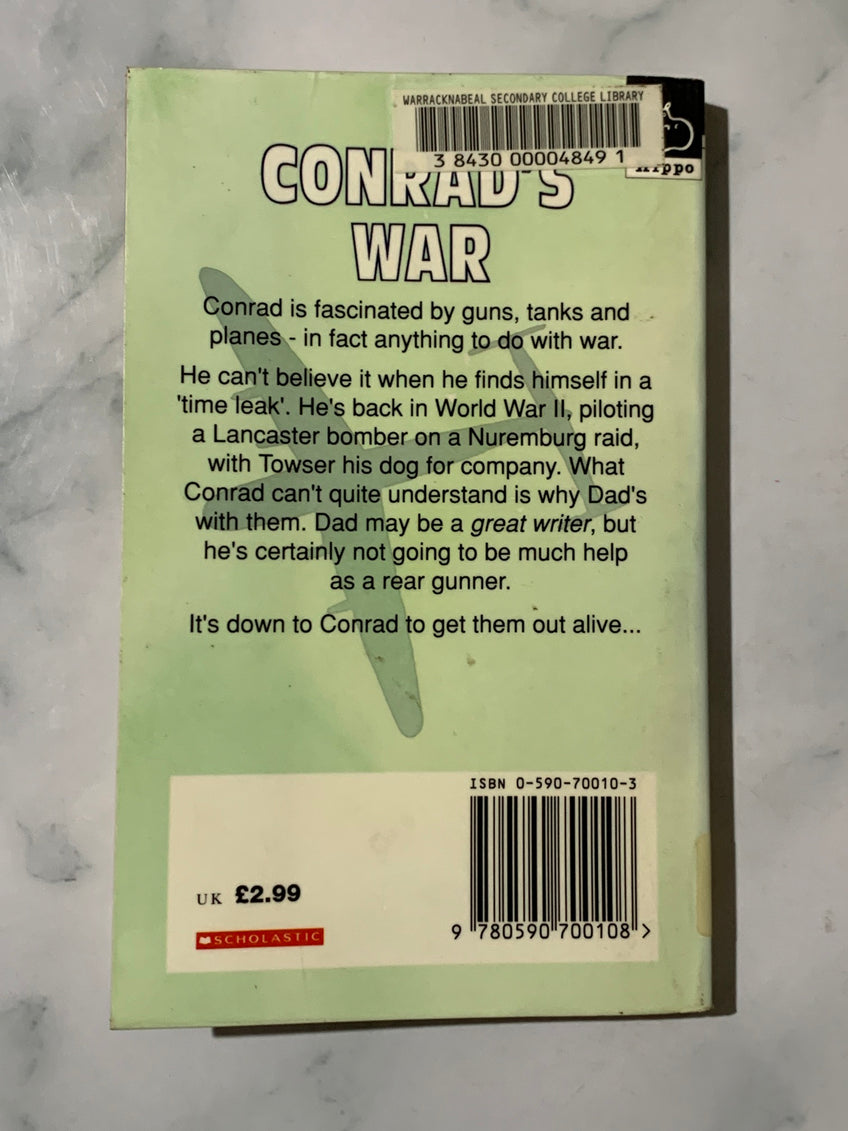 WARRACKNABEAL SECONDARY COLLEGE LIBRARY
3 8430 00004849 1
Hippo
CONRAD'S
WAR
Conrad is fascinated by guns, tanks and
planes - in fact anything to do with war.
He can't believe it when he finds himself in a
'time leak'. He's back in World War II, piloting
a Lancaster bomber on a Nuremburg raid,
with Towser his dog for company. What
Conrad can't quite understand is why Dad's
with them. Dad may be a great writer, but
he's certainly not going to be much help
as a rear gunner.
It's down to Conrad to get them out alive...
ISBN 0-590-70010-3
UK £2.99
SCHOLASTIC
9 780590 700108 >